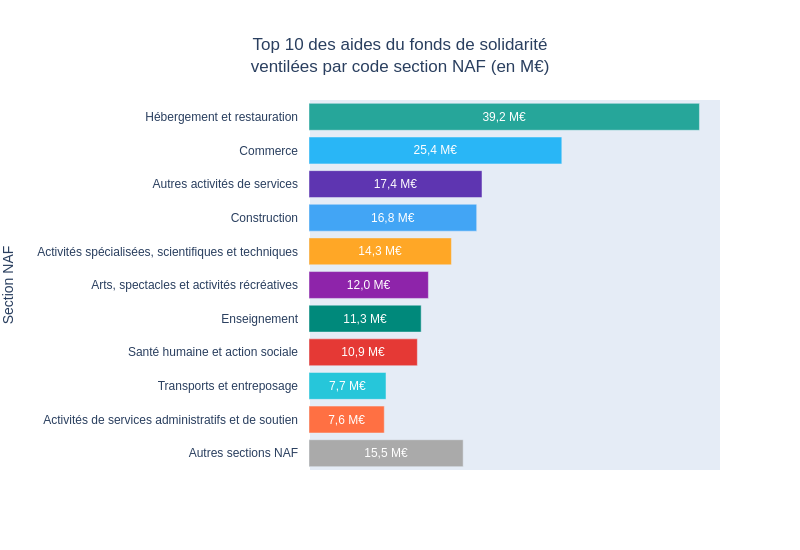 Top 10 des aides du fonds de solidarité
ventilées par code section NAF (en M€)
Section NAF
Hébergement et restauration 39,2 M€
Commerce 25,4 M€
Autres activités de services 17,4 M€
Construction 16,8 M€
Activités spécialisées, scientifiques et techniques 14,3 M€
Arts, spectacles et activités récréatives 12,0 M€
Enseignement 11,3 M€
Santé humaine et action sociale 10,9 M€
Transports et entreposage 7,7 M€
Activités de services administratifs et de soutien 7,6 M€
Autres sections NAF 15,5 M€